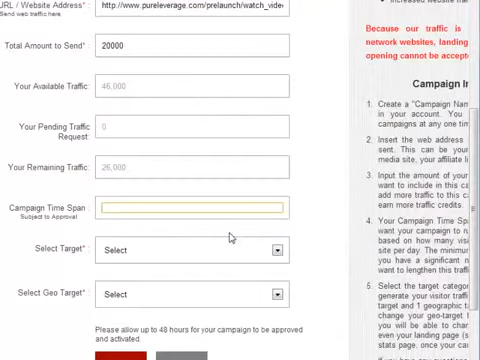 URL / Website Address*:
http://www.pureleverage.com/prelaunch/watch_vide
Send web traffic here
Total Amount to Send*:
20000
Your Available Traffic:
46,000
Your Pending Traffic
Request:
0
Your Remaining Traffic:
26,000
Campaign Time Span :
Subject to Approval
Select Target* :
Select
Select Geo Target* :
Select
Please allow up to 48 hours for your campaign to be approved
and activated.
Increased website
Because our traffic is
network websites, landing
opening cannot be accepte
Campaign In
1. Create a "Campaign Nam
in your account. You
campaigns at any one tim
2. Insert the web address
sent. This can be your
media site, your affiliate l
3. Input the amount of your
want to include in this ca
add more traffic to this c
earn more traffic credits.
4. Your Campaign Time Spa
want your campaign to ru
based on how many visi
site per day. The minimum
you have a significant n
want to lengthen this traff
5. Select the target catego
generate your visitor traffi
target and 1 geographic ta
change your geo-target f
you will be able to chan
even your landing page (s
stats page, once your ca